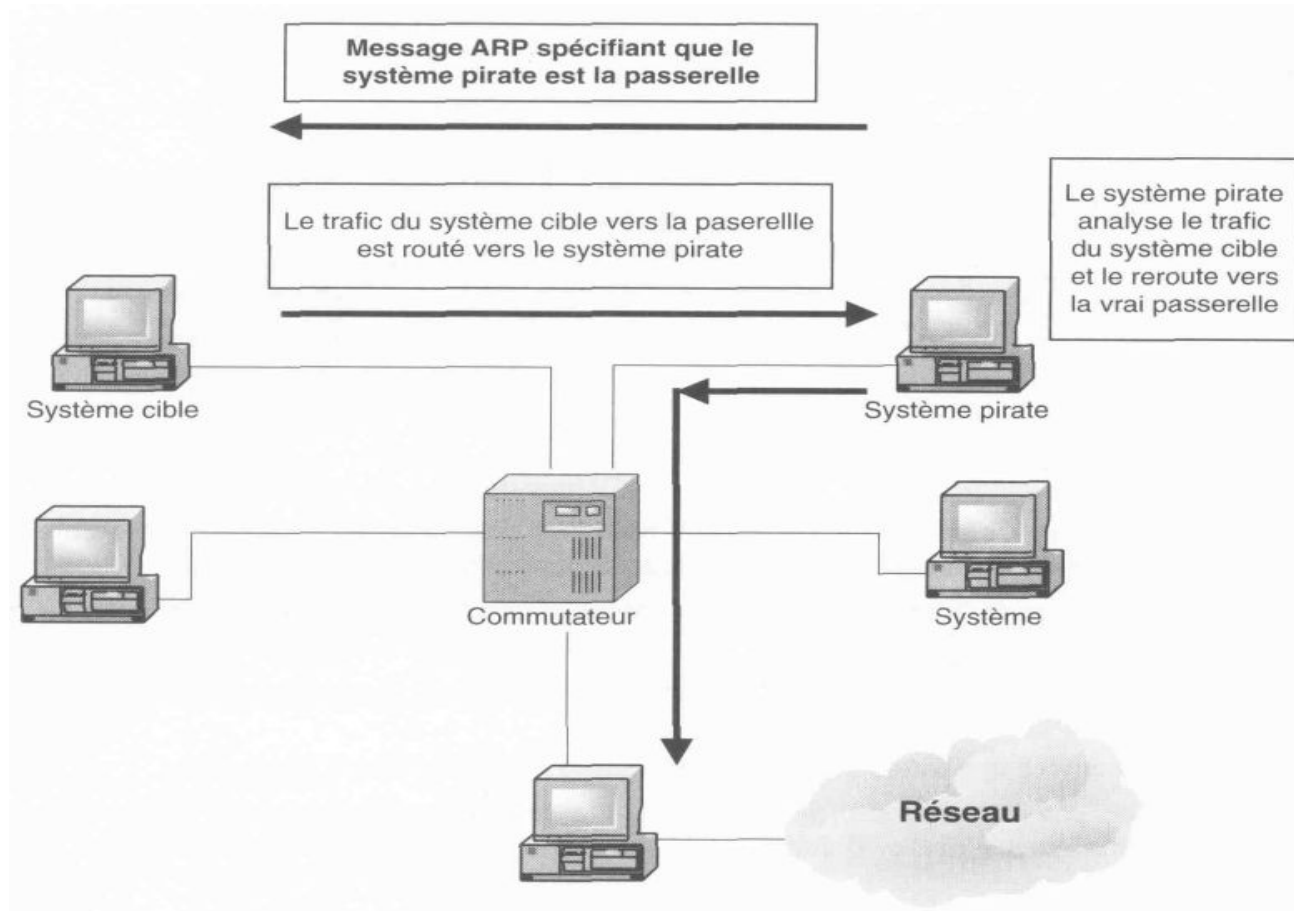 Message ARP spécifiant que le
système pirate est la passerelle
Le trafic du système cible vers la paserellle
est routé vers le système pirate
Le système pirate
analyse le trafic
du système cible
et le reroute vers
la vrai passerelle
Système cible
Système pirate
Commutateur
Système
Réseau